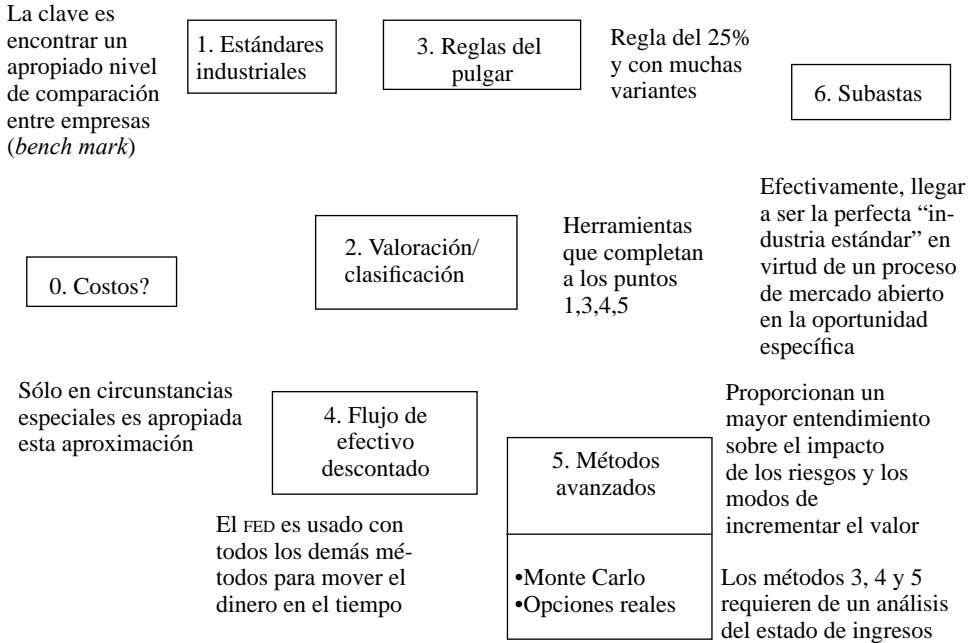 La clave es
encontrar un
apropiado nivel
de comparación
entre empresas
(bench mark)
1. Estándares
industriales
3. Reglas del
pulgar
Regla del 25%
y con muchas
variantes
6. Subastas
Efectivamente, llegar
a ser la perfecta “in-
dustria estándar” en
virtud de un proceso
de mercado abierto
en la oportunidad
específica
2. Valoración/
clasificación
Herramientas
que completan
a los puntos
1,3,4,5
0. Costos?
Sólo en circunstancias
especiales es apropiada
esta aproximación
4. Flujo de
efectivo
descontado
El FED es usado con
todos los demás mé-
todos para mover el
dinero en el tiempo
5. Métodos
avanzados
•Monte Carlo
•Opciones reales
Proporcionan un
mayor entendimiento
sobre el impacto
de los riesgos y los
modos de
incrementar el valor
Los métodos 3, 4 y 5
requieren de un análisis
del estado de ingresos